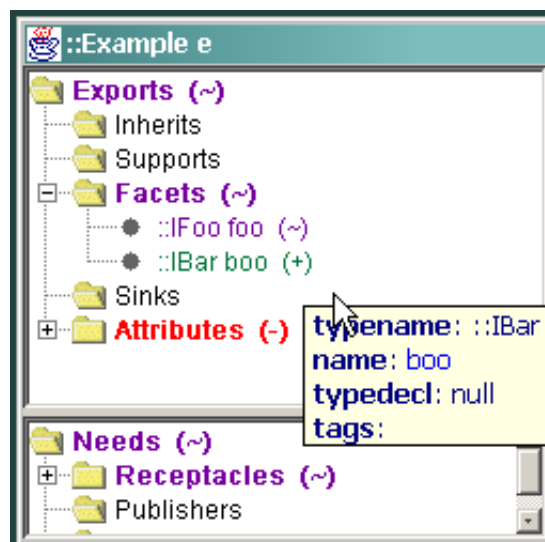 ::Example e
Exports (~)
Inherits
Supports
Facets (~)
::IFoo foo (~)
::IBar boo (+)
Sinks
Attributes (-)
typename: ::IBar
name: boo
typedecl: null
tags:
Needs (~)
Receptacles (~)
Publishers